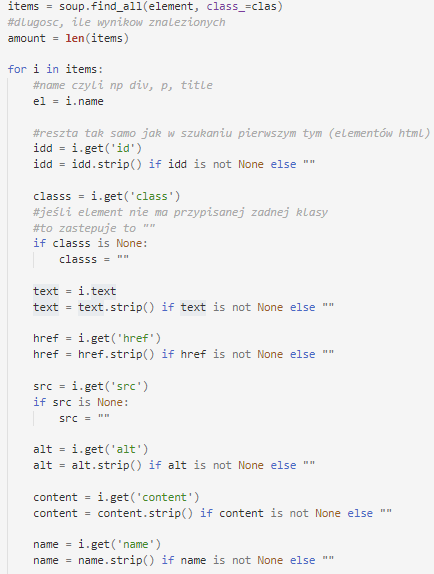 items = soup.find_all(element, class_=clas)
#dlugosc, ile wynikow znalezionych
amount = len(items)

for i in items:
    #name czyli np div, p, title
    el = i.name

    #reszta tak samo jak w szukaniu pierwszym tym (elementów html)
    idd = i.get('id')
    idd = idd.strip() if idd is not None else ""

    classs = i.get('class')
    #jeśli element nie ma przypisanej zadnej klasy
    #to zastepuje to ""
    if classs is None:
        classs = ""

    text = i.text
    text = text.strip() if text is not None else ""

    href = i.get('href')
    href = href.strip() if href is not None else ""

    src = i.get('src')
    if src is None:
        src = ""

    alt = i.get('alt')
    alt = alt.strip() if alt is not None else ""

    content = i.get('content')
    content = content.strip() if content is not None else ""

    name = i.get('name')
    name = name.strip() if name is not None else ""